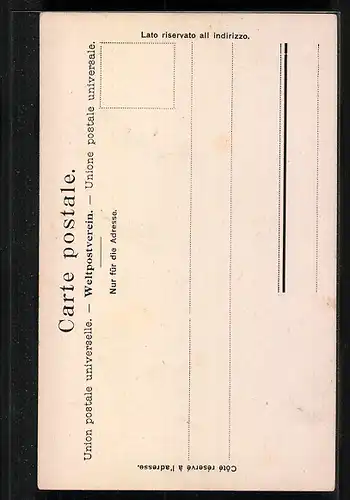 Carte postale.
Union postale universelle. — Weltpostverein. — Unione postale universale.
Nur für die Adresse.
Lato riservato all indirizzo.
Côté réservé à l'adresse.